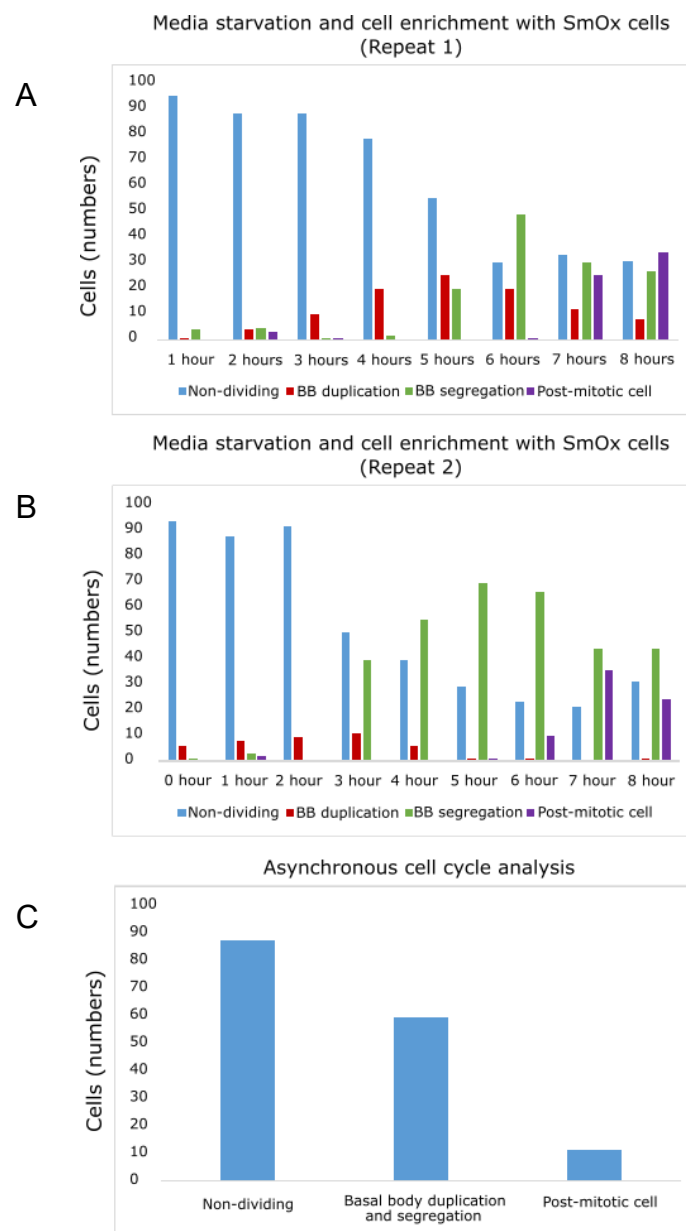 Media starvation and cell enrichment with SmOx cells
(Repeat 1)
A
Cells (numbers)
100
90
80
70
60
50
40
30
20
10
0
1 hour 2 hours 3 hours 4 hours 5 hours 6 hours 7 hours 8 hours
Non-dividing BB duplication BB segregation Post-mitotic cell
Media starvation and cell enrichment with SmOx cells
(Repeat 2)
B
Cells (numbers)
100
90
80
70
60
50
40
30
20
10
0
0 hour 1 hour 2 hour 3 hour 4 hour 5 hour 6 hour 7 hour 8 hour
Non-dividing BB duplication BB segregation Post-mitotic cell
Asynchronous cell cycle analysis
C
Cells (numbers)
100
90
80
70
60
50
40
30
20
10
0
Non-dividing Basal body duplication Post-mitotic cell
and segregation